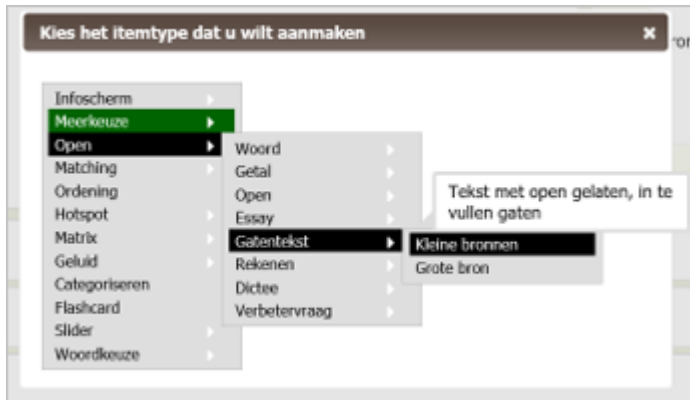 Kies het itemtype dat u wilt aanmaken
Infoscherm
Meerkeuze
Open
Matching
Ordening
Hotspot
Matrix
Geluid
Categoriseren
Flashcard
Slider
Woordkeuze
Woord
Getal
Open
Essay
Gatentekst
Rekenen
Dictee
Verbetervraag
Tekst met open gelaten, in te
vullen gaten
Kleine bronnen
Grote bron